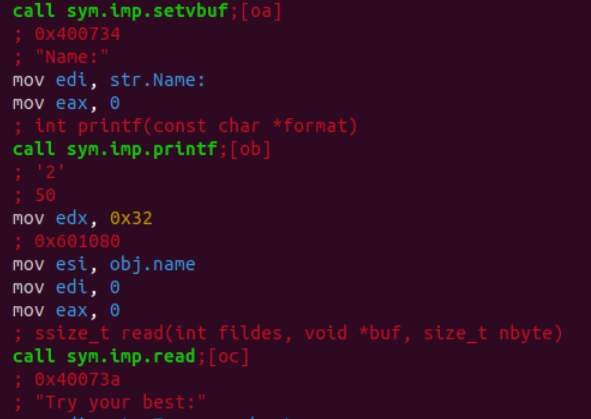 call sym.imp.setvbuf;[oa]
; 0x400734
; "Name:"
mov edi, str.Name:
mov eax, 0
; int printf(const char *format)
call sym.imp.printf;[ob]
; '2'
; 50
mov edx, 0x32
; 0x601080
mov esi, obj.name
mov edi, 0
mov eax, 0
; ssize_t read(int fildes, void *buf, size_t nbyte)
call sym.imp.read;[oc]
; 0x40073a
; "Try your best:"